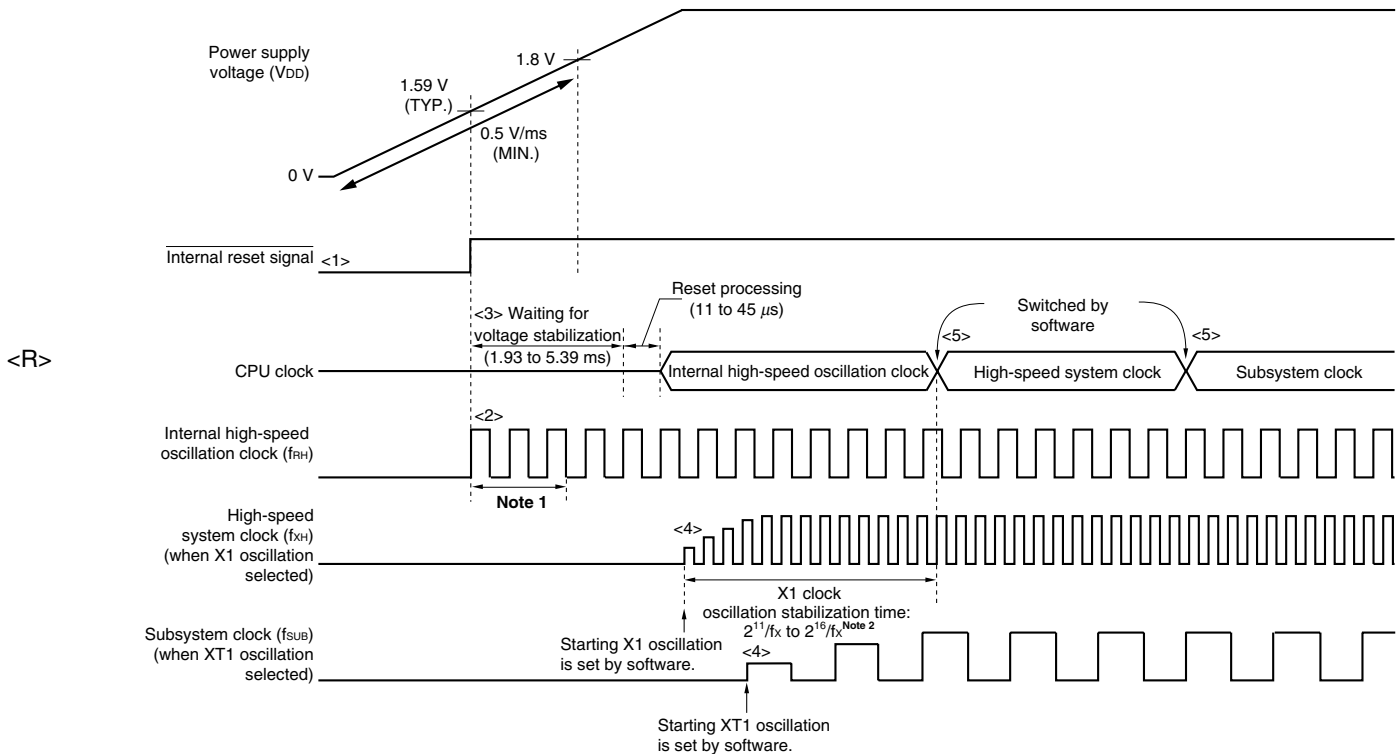 Power supply
voltage (VDD)
1.59 V
(TYP.)
1.8 V
0.5 V/ms
(MIN.)
0 V
Internal reset signal
<1>
<R>
<3> Waiting for
voltage stabilization
(1.93 to 5.39 ms)
Reset processing
(11 to 45 μs)
Switched by
software
<5>
<5>
CPU clock
Internal high-speed oscillation clock
High-speed system clock
Subsystem clock
<2>
Internal high-speed
oscillation clock (fRH)
Note 1
High-speed
system clock (fXH)
(when X1 oscillation
selected)
<4>
X1 clock
oscillation stabilization time:
2^11/fX to 2^16/fX^Note 2
Starting X1 oscillation
is set by software.
Subsystem clock (fSUB)
(when XT1 oscillation
selected)
<4>
Starting XT1 oscillation
is set by software.